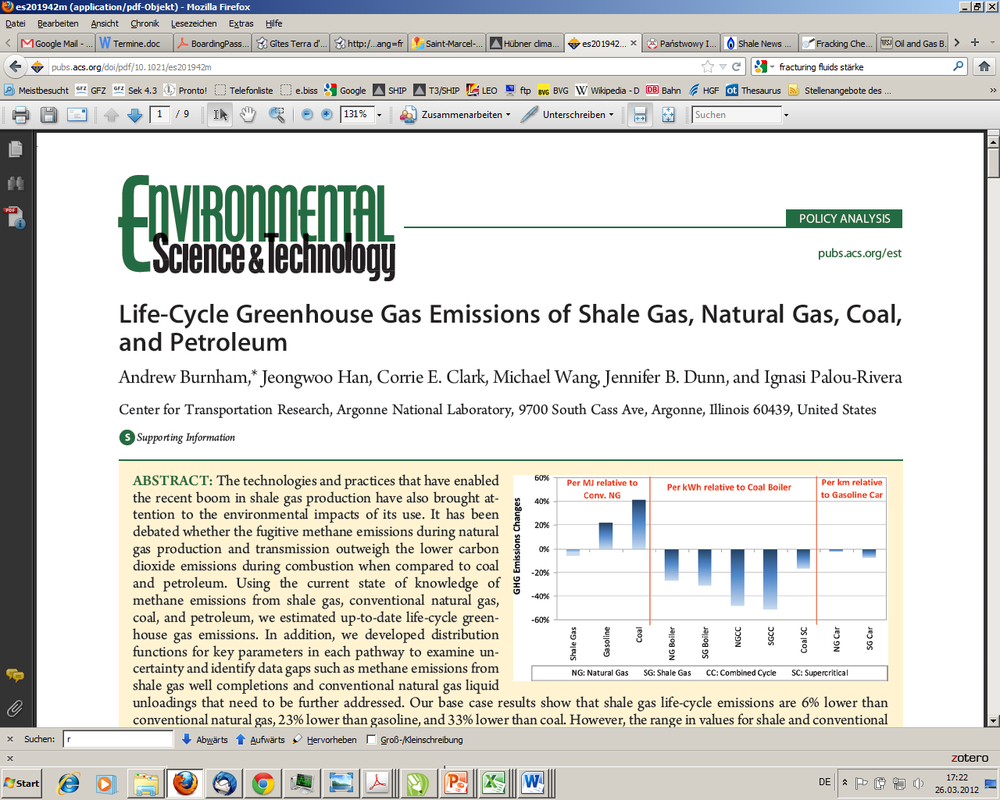 es201942m (application/pdf-Objekt) - Mozilla Firefox
Datei Bearbeiten Ansicht Chronik Lesezeichen Extras Hilfe
Google Mail - ... Termine.doc BoardingPass... Gîtes Terra d'... http:/...ang=fr Saint-Marcel-... Hübner clima... es201942... Państwowy I... Shale News ... Fracking Che... WSJ Oil and Gas B...
pubs.acs.org/doi/pdf/10.1021/es201942m fracturing fluids stärke
Meistbesucht GFZ GFZ GFZ Sek 4.3 Pronto! Telefonliste e.biss Google SHIP T3/SHIP LEO ftp BVG BVG W Wikipedia - D DB Bahn HGF ot Thesaurus Stellenangebote des ... »
1 / 9 131% Zusammenarbeiten Unterschreiben Suchen
ENVIRONMENTAL
Science & Technology
POLICY ANALYSIS
pubs.acs.org/est
Life-Cycle Greenhouse Gas Emissions of Shale Gas, Natural Gas, Coal,
and Petroleum
Andrew Burnham,* Jeongwoo Han, Corrie E. Clark, Michael Wang, Jennifer B. Dunn, and Ignasi Palou-Rivera
Center for Transportation Research, Argonne National Laboratory, 9700 South Cass Ave, Argonne, Illinois 60439, United States
S Supporting Information
ABSTRACT: The technologies and practices that have enabled
the recent boom in shale gas production have also brought at-
tention to the environmental impacts of its use. It has been
debated whether the fugitive methane emissions during natural
gas production and transmission outweigh the lower carbon
dioxide emissions during combustion when compared to coal
and petroleum. Using the current state of knowledge of
methane emissions from shale gas, conventional natural gas,
coal, and petroleum, we estimated up-to-date life-cycle green-
house gas emissions. In addition, we developed distribution
functions for key parameters in each pathway to examine un-
certainty and identify data gaps such as methane emissions from
shale gas well completions and conventional natural gas liquid
unloadings that need to be further addressed. Our base case results show that shale gas life-cycle emissions are 6% lower than
conventional natural gas, 23% lower than gasoline, and 33% lower than coal. However, the range in values for shale and conventional
GHG Emissions Changes
60%
40%
20%
0%
-20%
-40%
-60%
Per MJ relative to
Conv. NG
Per kWh relative to Coal Boiler
Per km relative
to Gasoline Car
Shale Gas
Gasoline
Coal
NG Boiler
SG Boiler
NGCC
SGCC
Coal SC
NG Car
SG Car
NG: Natural Gas SG: Shale Gas CC: Combined Cycle SC: Supercritical
Suchen: r Abwärts Aufwärts Hervorheben Groß-/Kleinschreibung
zotero
Start DE 17:22
26.03.2012